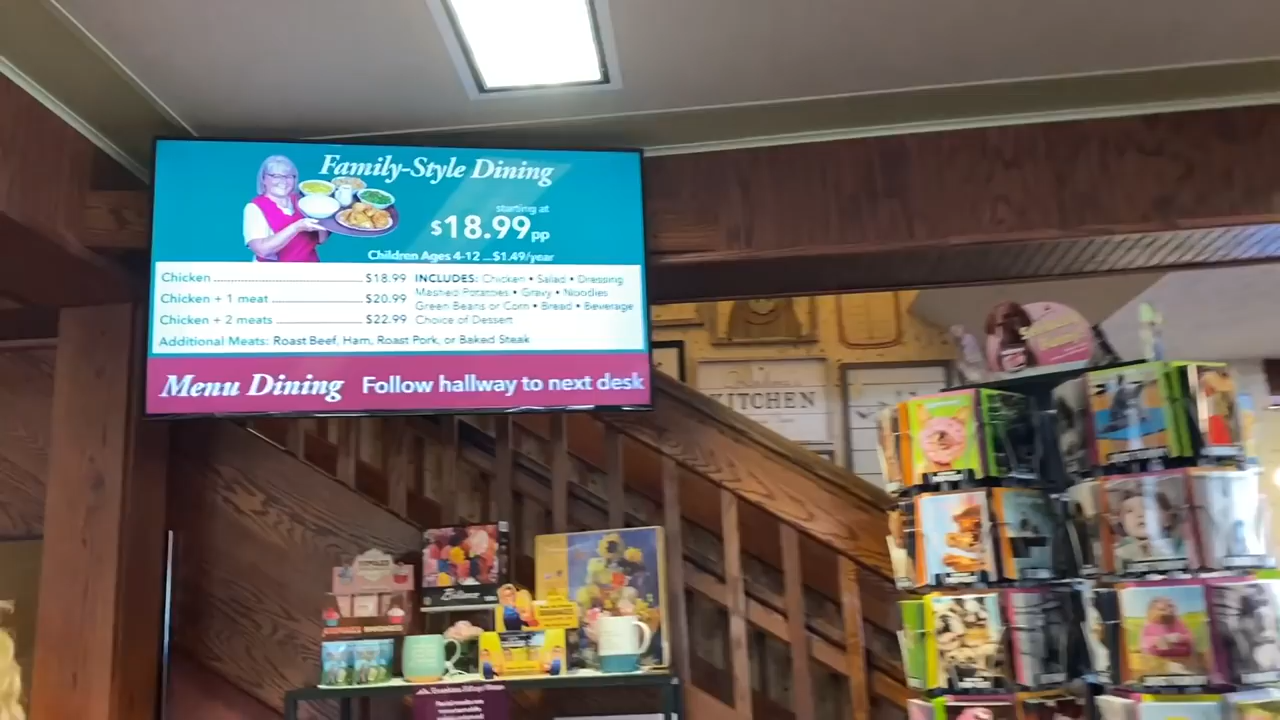 Family-Style Dining
starting at
$18.99pp
Children Ages 4-12 ...$1.49/year
Chicken ........ $18.99
Chicken + 1 meat ........ $20.99
Chicken + 2 meats ........ $22.99
INCLUDES: Chicken • Salad • Dressing
Mashed Potatoes • Gravy • Noodles
Green Beans or Corn • Bread • Beverage
Choice of Dessert
Additional Meats: Roast Beef, Ham, Roast Pork, or Baked Steak
Menu Dining Follow hallway to next desk
KITCHEN